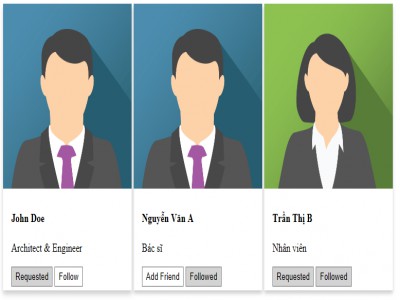 John Doe
Architect & Engineer
Requested Follow
Nguyễn Văn A
Bác sĩ
Add Friend Followed
Trần Thị B
Nhân viên
Requested Followed